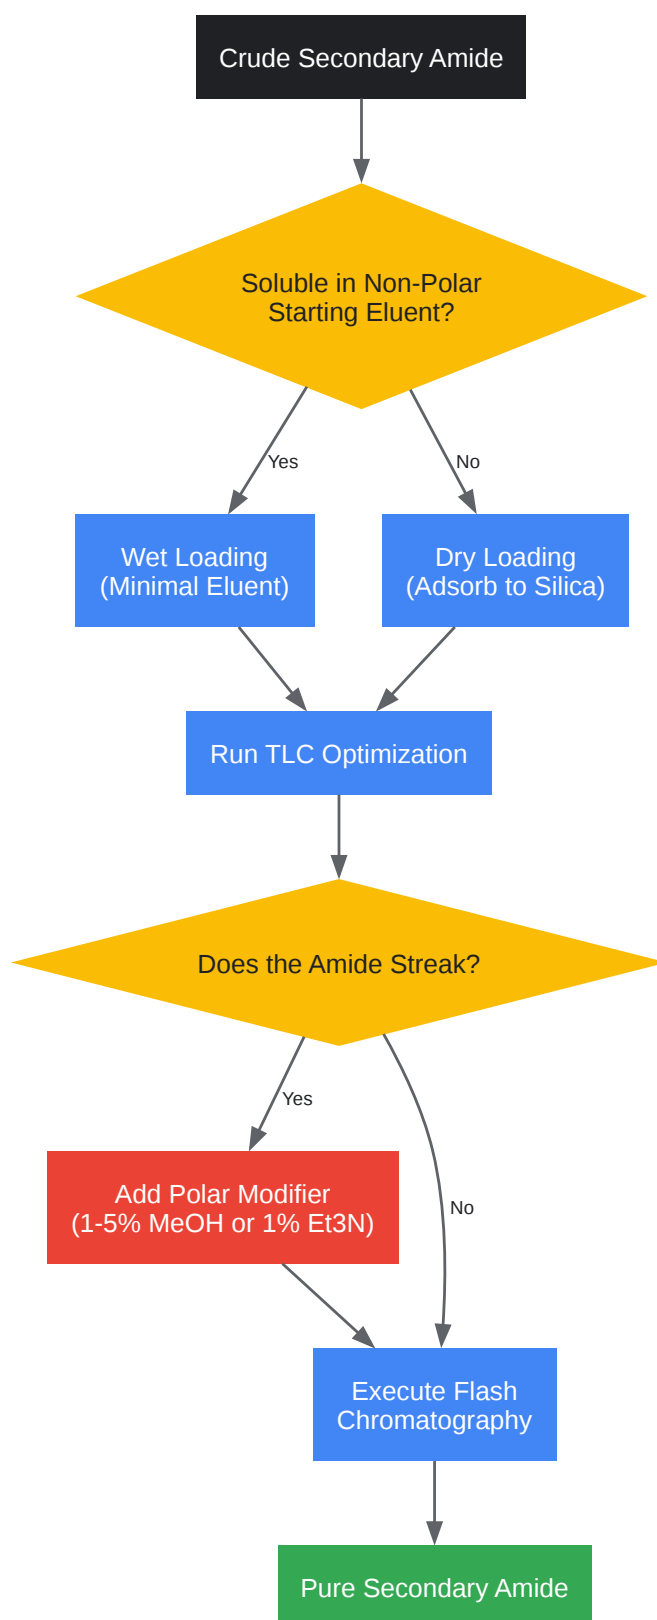 Crude Secondary Amide
Soluble in Non-Polar
Starting Eluent?
Yes
No
Wet Loading
(Minimal Eluent)
Dry Loading
(Adsorb to Silica)
Run TLC Optimization
Does the Amide Streak?
Yes
Add Polar Modifier
(1-5% MeOH or 1% Et3N)
No
Execute Flash
Chromatography
Pure Secondary Amide